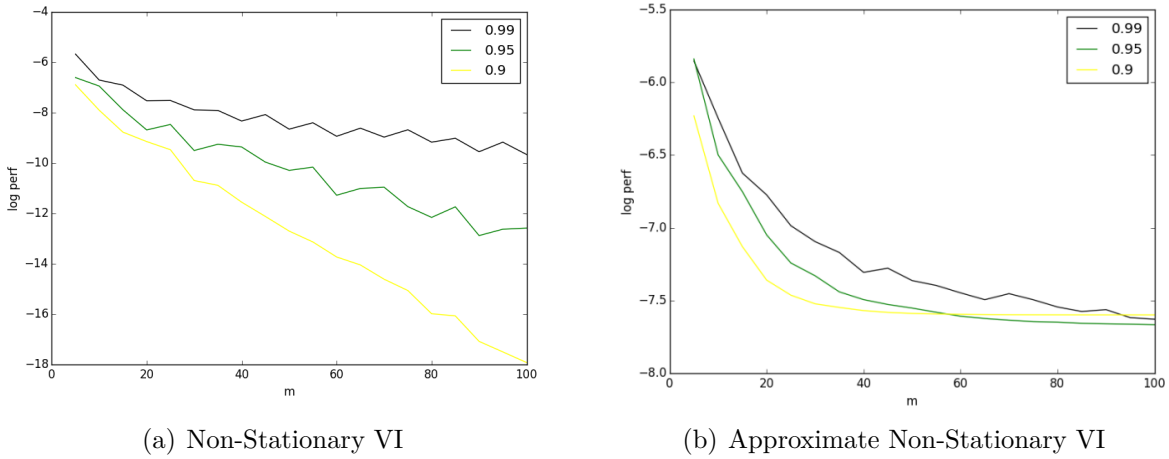 −4
−6
−8
−10
−12
−14
−16
−18
log perf
0 20 40 60 80 100
m
0.99
0.95
0.9
(a) Non-Stationary VI
−5.5
−6.0
−6.5
−7.0
−7.5
−8.0
log perf
0 20 40 60 80 100
m
0.99
0.95
0.9
(b) Approximate Non-Stationary VI